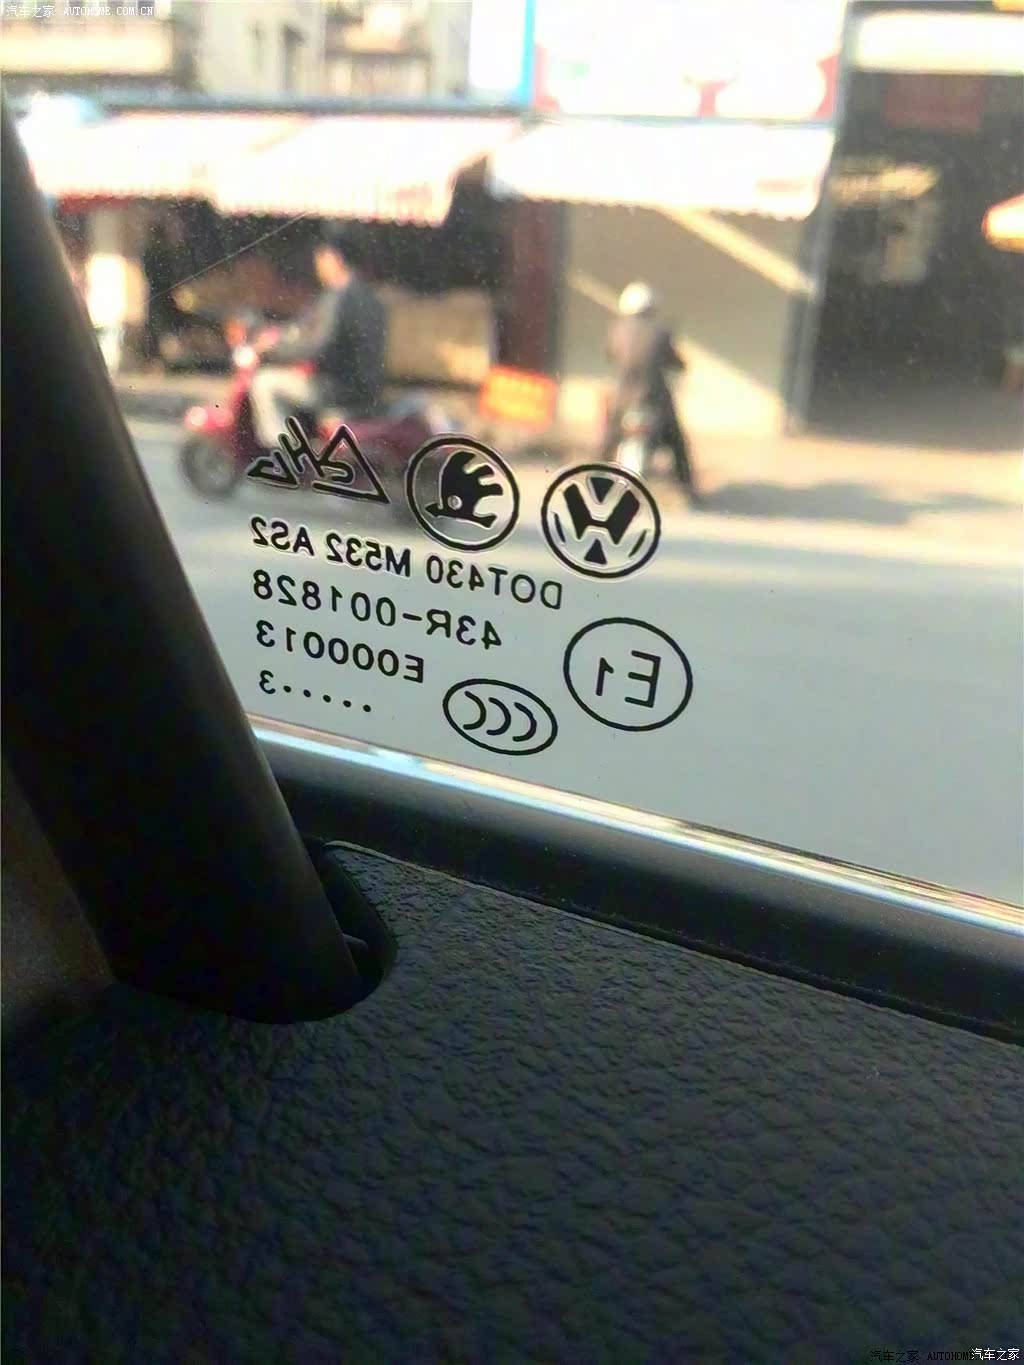 汽车之家 AUTOHOME.COM.CN
DOT430 M532 AS2
E1 43R-001828
E000013
CCC ·····3
汽车之家 AUTOHOME
汽车之家